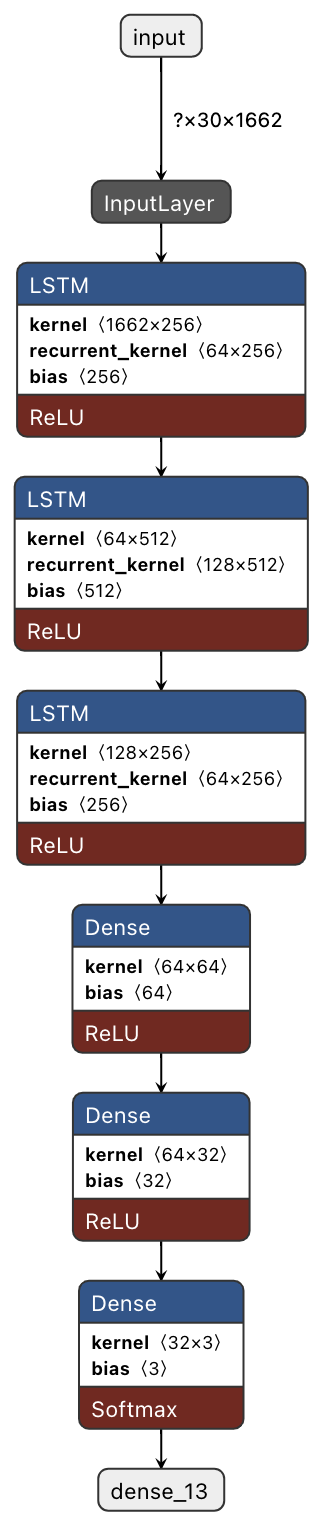 input
?×30×1662
InputLayer
LSTM
kernel ⟨1662×256⟩
recurrent_kernel ⟨64×256⟩
bias ⟨256⟩
ReLU
LSTM
kernel ⟨64×512⟩
recurrent_kernel ⟨128×512⟩
bias ⟨512⟩
ReLU
LSTM
kernel ⟨128×256⟩
recurrent_kernel ⟨64×256⟩
bias ⟨256⟩
ReLU
Dense
kernel ⟨64×64⟩
bias ⟨64⟩
ReLU
Dense
kernel ⟨64×32⟩
bias ⟨32⟩
ReLU
Dense
kernel ⟨32×3⟩
bias ⟨3⟩
Softmax
dense_13